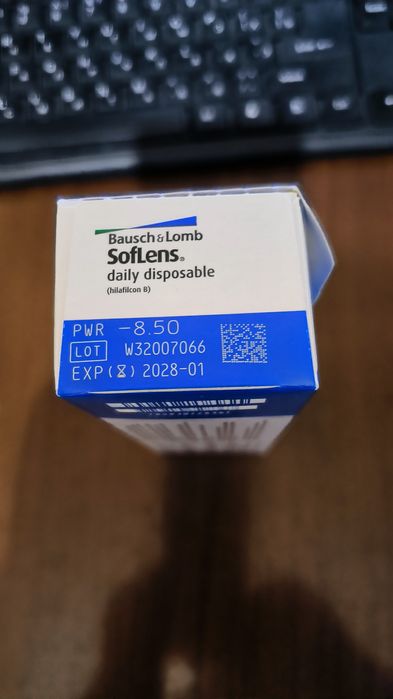 Bausch & Lomb
SofLens®
daily disposable
(hilafilcon B)
PWR -8.50
LOT W32007066
EXP (⌛) 2028-01